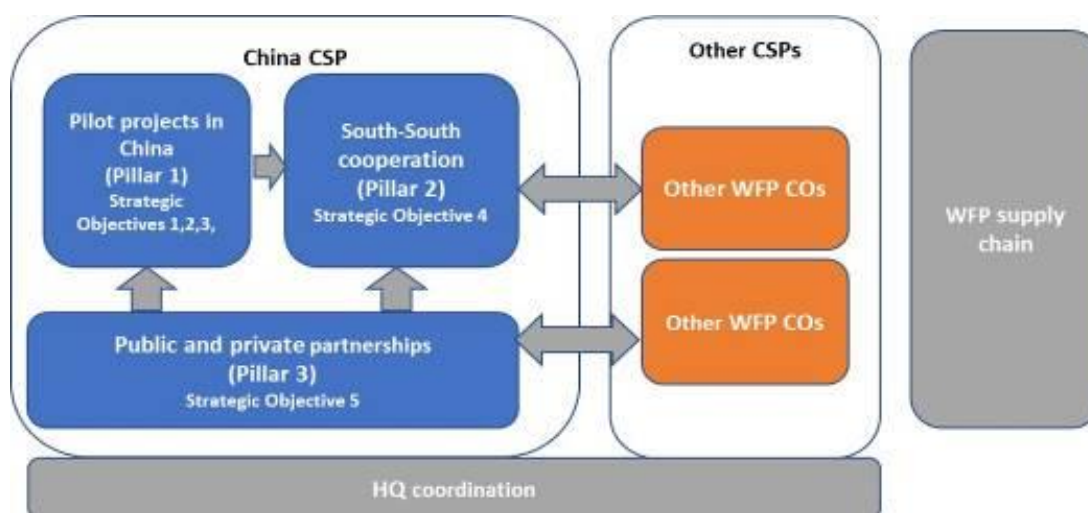 China CSP
Pilot projects in
China
(Pillar 1)
Strategic
Objectives 1,2,3,
South-South
cooperation
(Pillar 2)
Strategic Objective 4
Public and private partnerships
(Pillar 3)
Strategic Objective 5
Other CSPs
Other WFP COs
Other WFP COs
WFP supply
chain
HQ coordination